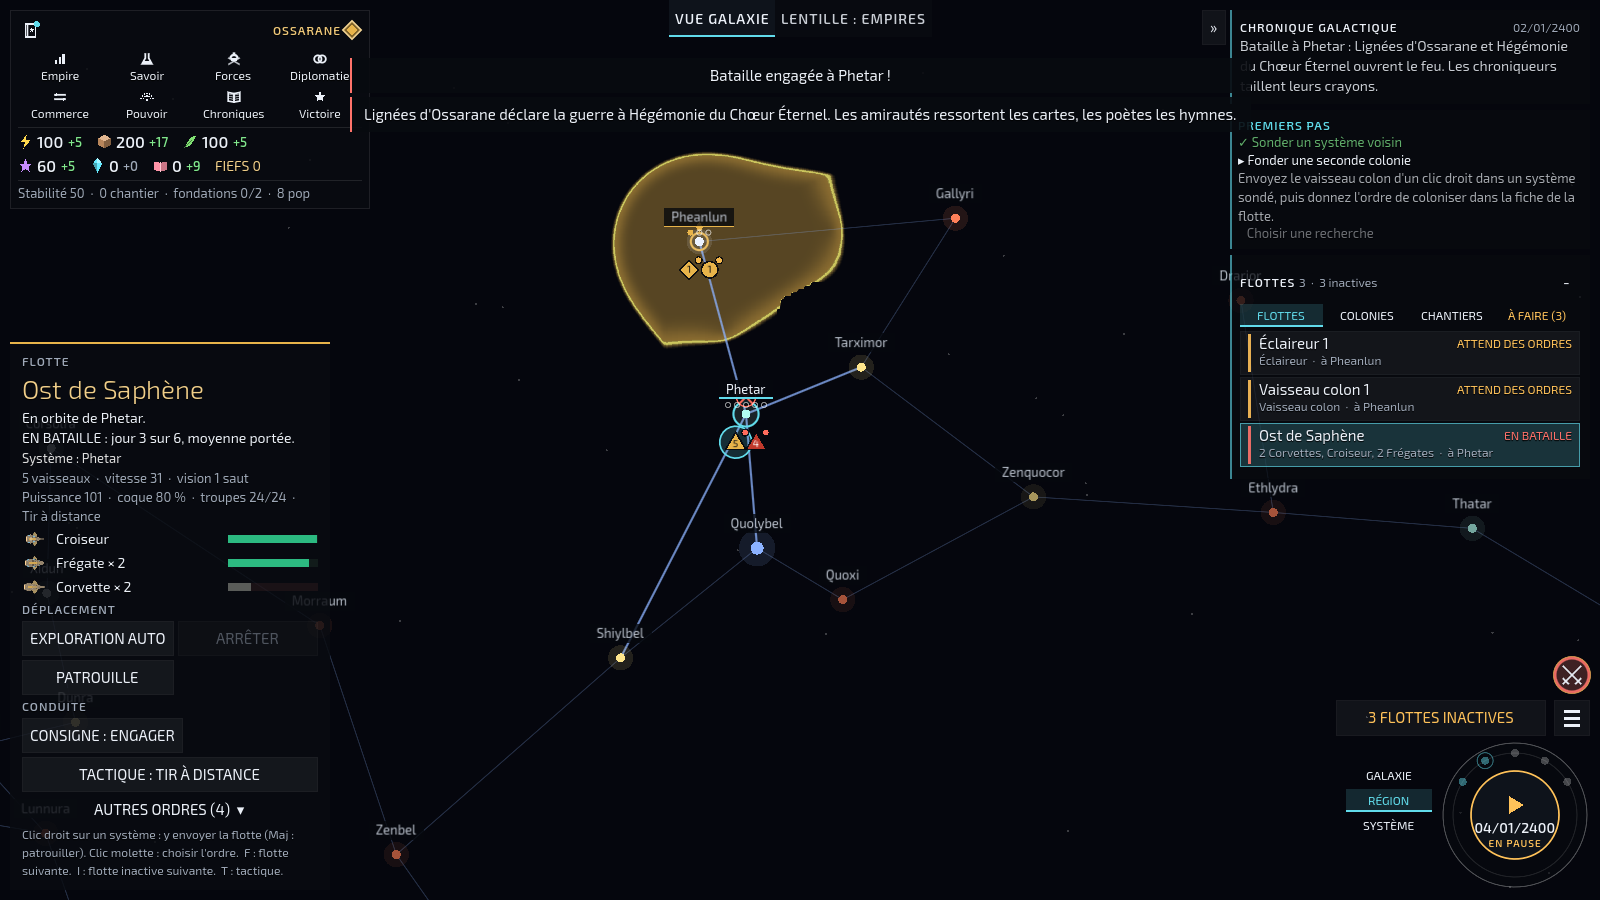 VUE GALAXIE
LENTILLE : EMPIRES
OSSARANE
Empire
Savoir
Forces
Diplomatie
Commerce
Pouvoir
Chroniques
Victoire
100 +5
200 +17
100 +5
60 +5
0 +0
0 +9
FIEFS 0
Stabilité 50 · 0 chantier · fondations 0/2 · 8 pop
Bataille engagée à Phetar !
Lignées d'Ossarane déclare la guerre à Hégémonie du Chœur Éternel. Les amirautés ressortent les cartes, les poètes les hymnes.
»
CHRONIQUE GALACTIQUE
02/01/2400
Bataille à Phetar : Lignées d'Ossarane et Hégémonie
du Chœur Éternel ouvrent le feu. Les chroniqueurs
taillent leurs crayons.
PREMIERS PAS
✓ Sonder un système voisin
▸ Fonder une seconde colonie
Envoyez le vaisseau colon d'un clic droit dans un système
sondé, puis donnez l'ordre de coloniser dans la fiche de la
flotte.
Choisir une recherche
FLOTTES 3 · 3 inactives
-
FLOTTES
COLONIES
CHANTIERS
À FAIRE (3)
Éclaireur 1
ATTEND DES ORDRES
Éclaireur · à Pheanlun
Vaisseau colon 1
ATTEND DES ORDRES
Vaisseau colon · à Pheanlun
Ost de Saphène
EN BATAILLE
2 Corvettes, Croiseur, 2 Frégates · à Phetar
Pheanlun
1
1
Gallyri
Tarximor
Phetar
5
4
Zenquocor
Quolybel
Quoxi
Shiylbel
Zenbel
Morraum
Ethlydra
Thatar
Lunnura
FLOTTE
Ost de Saphène
En orbite de Phetar.
EN BATAILLE : jour 3 sur 6, moyenne portée.
Système : Phetar
5 vaisseaux · vitesse 31 · vision 1 saut
Puissance 101 · coque 80 % · troupes 24/24 ·
Tir à distance
Croiseur
Frégate × 2
Corvette × 2
DÉPLACEMENT
EXPLORATION AUTO
ARRÊTER
PATROUILLE
CONDUITE
CONSIGNE : ENGAGER
TACTIQUE : TIR À DISTANCE
AUTRES ORDRES (4) ▾
Clic droit sur un système : y envoyer la flotte (Maj :
patrouiller). Clic molette : choisir l'ordre. F : flotte
suivante. I : flotte inactive suivante. T : tactique.
3 FLOTTES INACTIVES
GALAXIE
RÉGION
SYSTÈME
04/01/2400
EN PAUSE